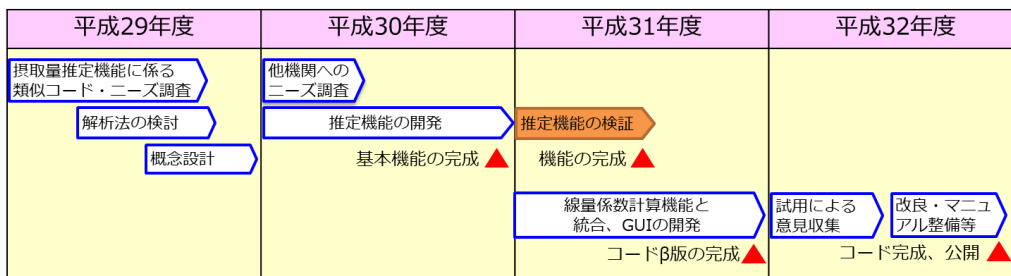 平成29年度
平成30年度
平成31年度
平成32年度
摂取量推定機能に係る
類似コード・ニーズ調査
他機関への
ニーズ調査
解析法の検討
推定機能の開発
推定機能の検証
概念設計
基本機能の完成
機能の完成
線量係数計算機能と
統合、GUIの開発
試用による
意見収集
改良・マニュ
アル整備等
コードβ版の完成
コード完成、公開